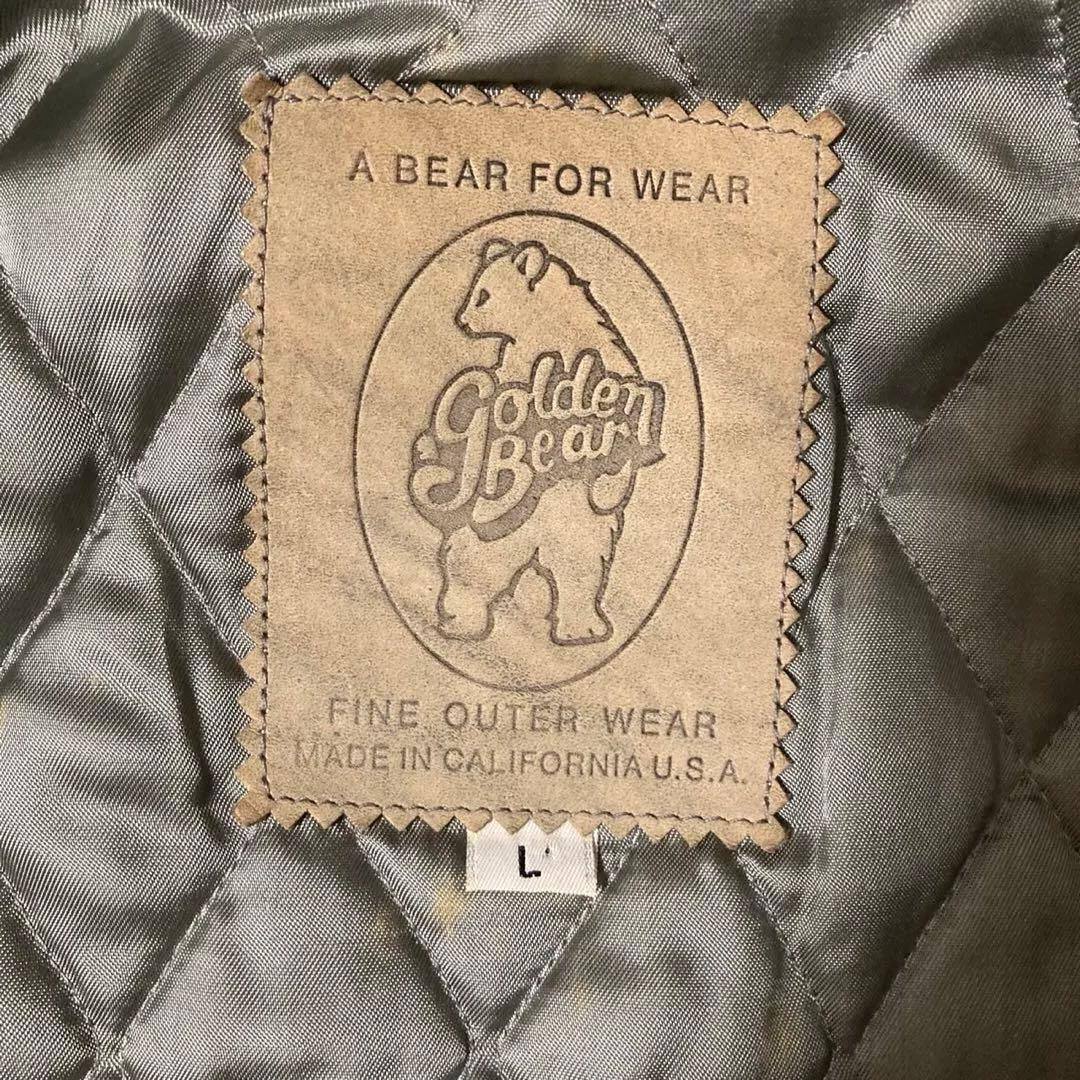 A BEAR FOR WEAR
Golden
Bear
FINE OUTER WEAR
MADE IN CALIFORNIA U.S.A.
L